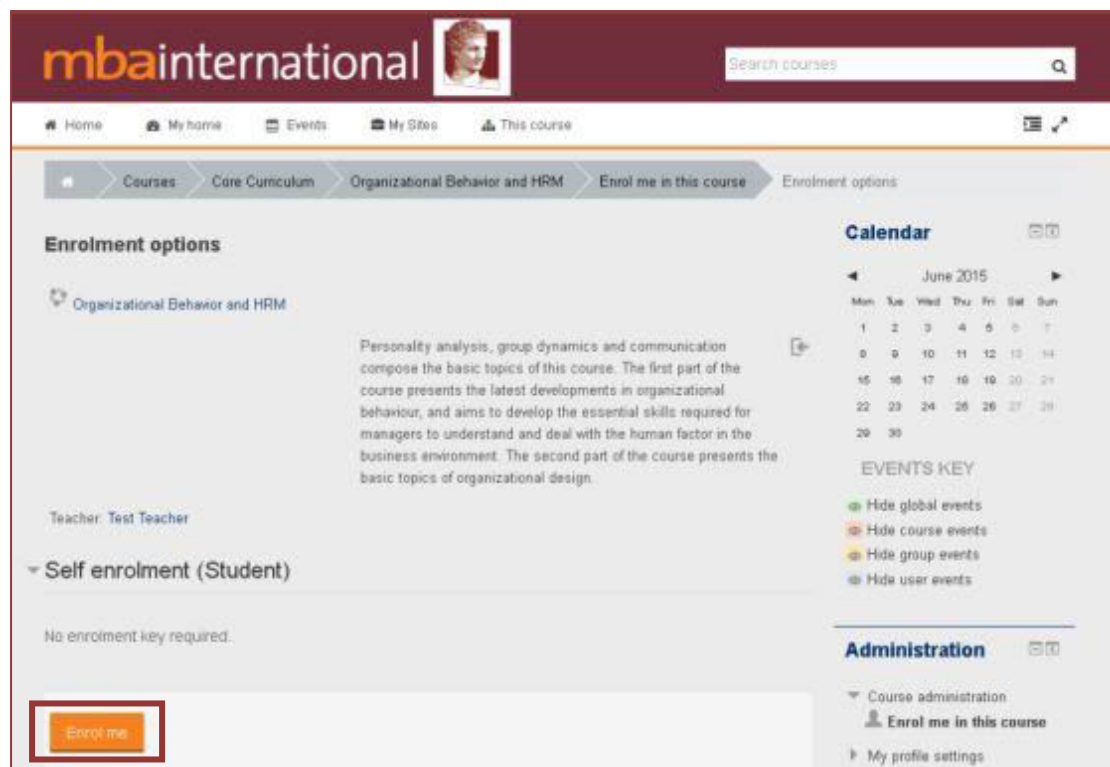 mbainternational
Search courses
Home My home Events My Sites This course
Courses Core Curriculum Organizational Behavior and HRM Enrol me in this course Enrolment options
Enrolment options
Organizational Behavior and HRM
Personality analysis, group dynamics and communication
compose the basic topics of this course. The first part of the
course presents the latest developments in organizational
behaviour, and aims to develop the essential skills required for
managers to understand and deal with the human factor in the
business environment. The second part of the course presents the
basic topics of organizational design.
Teacher: Test Teacher
Self enrolment (Student)
No enrolment key required.
Enrol me
Calendar
June 2015
Mon Tue Wed Thu Fri Sat Sun
1 2 3 4 5 6 7
8 9 10 11 12 13 14
15 16 17 18 19 20 21
22 23 24 25 26 27 28
29 30
EVENTS KEY
Hide global events
Hide course events
Hide group events
Hide user events
Administration
Course administration
Enrol me in this course
My profile settings